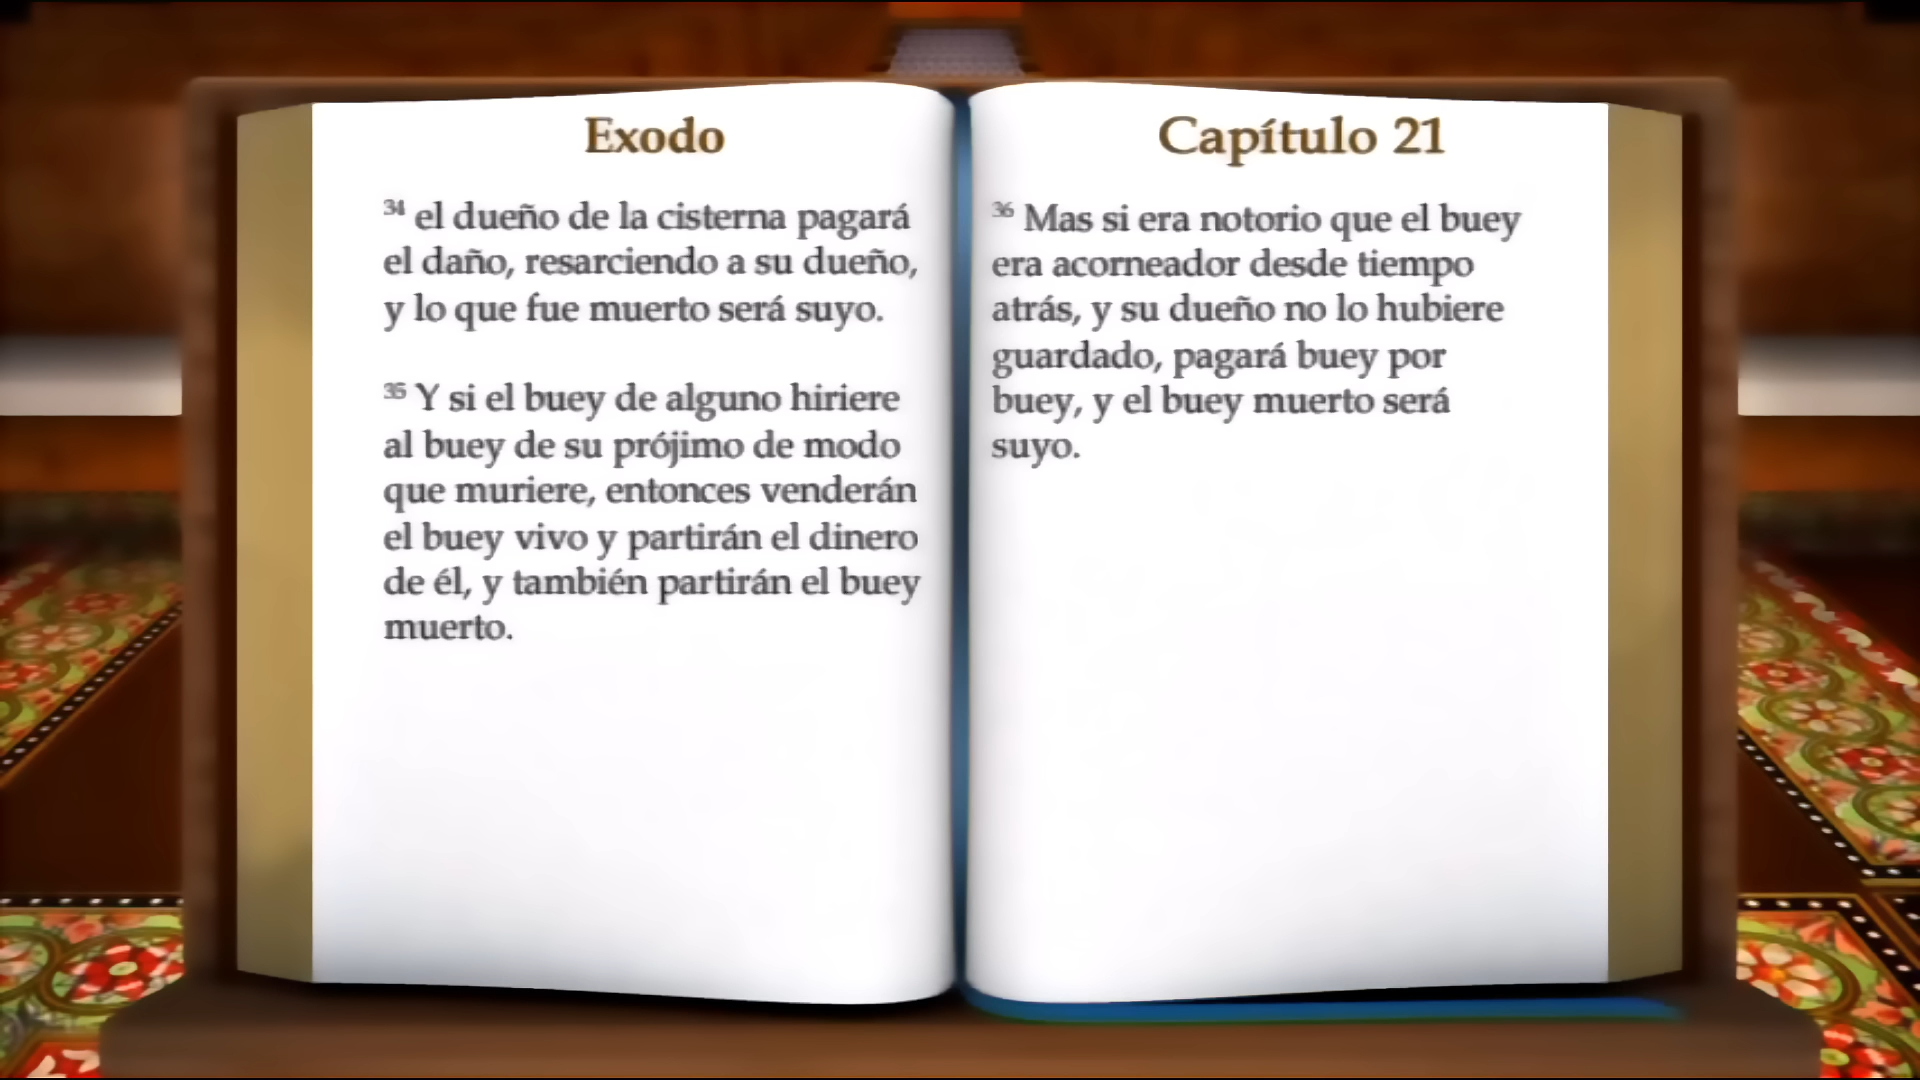 Exodo
34 el dueño de la cisterna pagará
el daño, resarciendo a su dueño,
y lo que fue muerto será suyo.
35 Y si el buey de alguno hiriere
al buey de su prójimo de modo
que muriere, entonces venderán
el buey vivo y partirán el dinero
de él, y también partirán el buey
muerto.
Capítulo 21
36 Mas si era notorio que el buey
era acorneador desde tiempo
atrás, y su dueño no lo hubiere
guardado, pagará buey por
buey, y el buey muerto será
suyo.